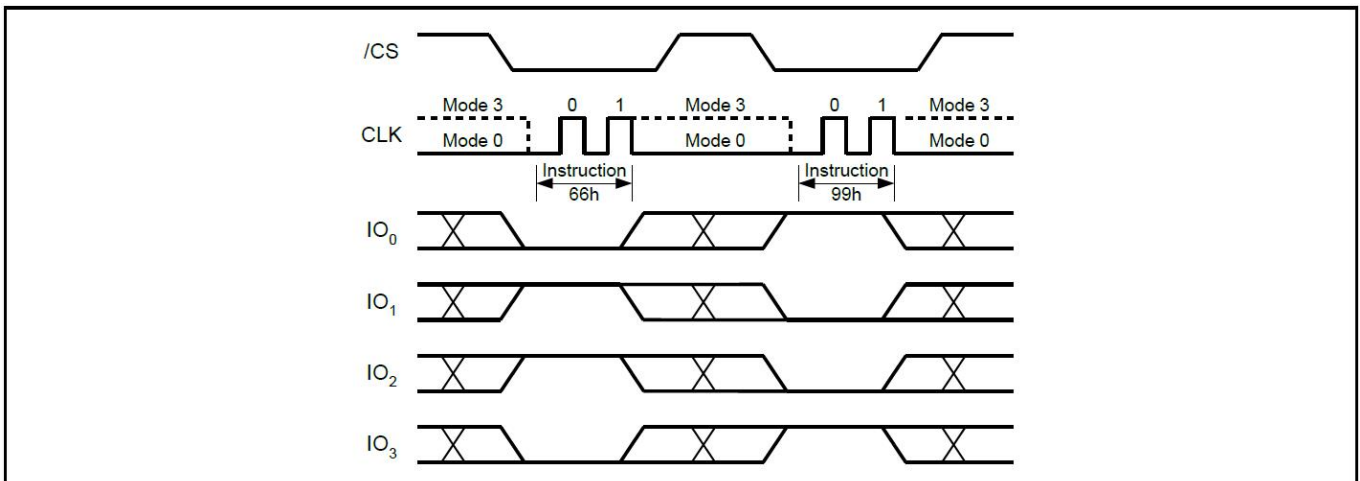 /CS
Mode 3 0 1 Mode 3 0 1 Mode 3
CLK
Mode 0 Mode 0 Mode 0
Instruction Instruction
66h 99h
IO0
IO1
IO2
IO3